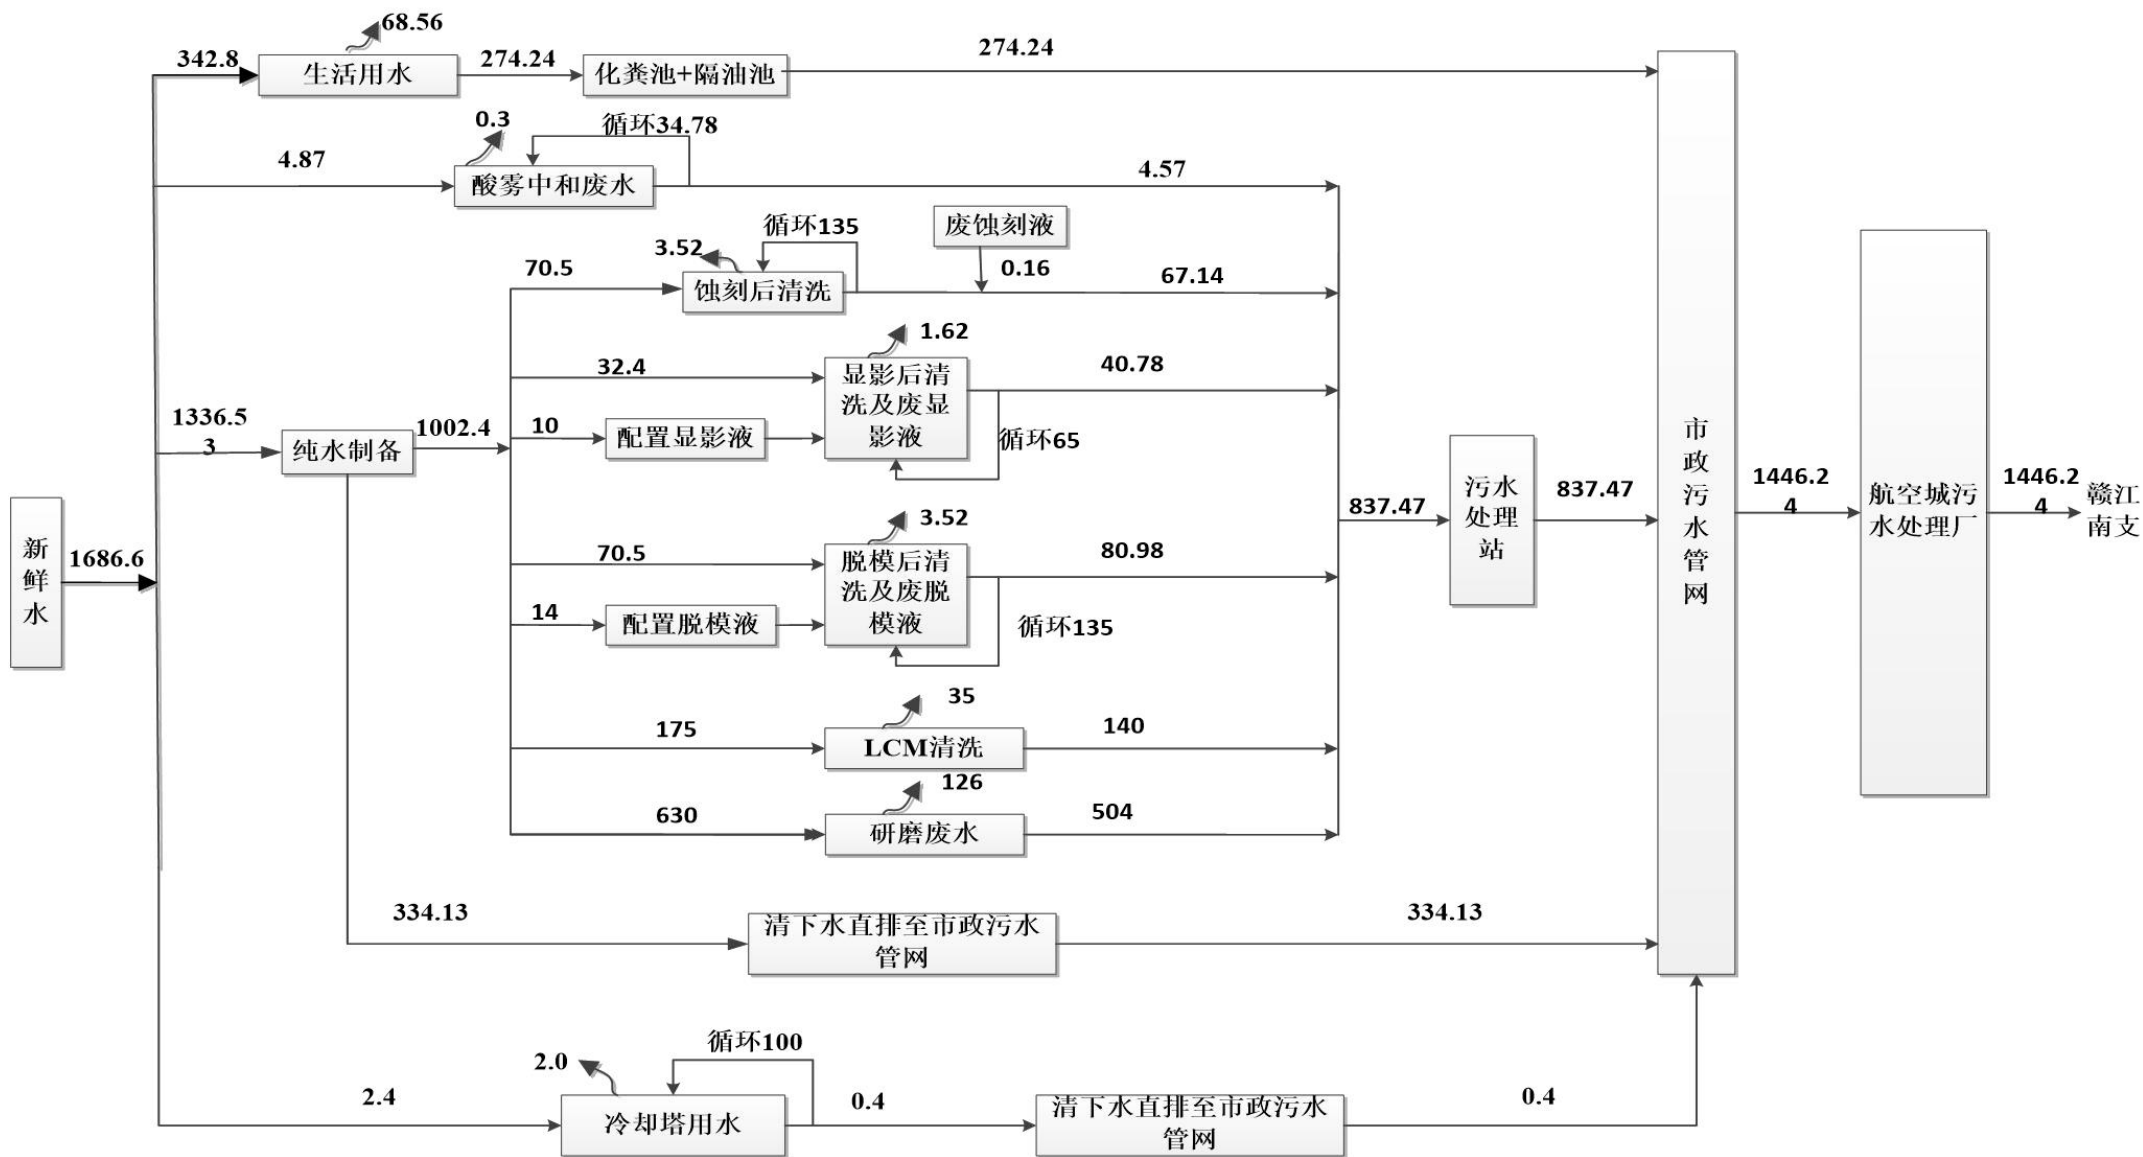 68.56
342.8
生活用水
274.24
化粪池+隔油池
274.24
0.3
循环34.78
4.87
酸雾中和废水
4.57
循环135
废蚀刻液
3.52
70.5
蚀刻后清洗
0.16
67.14
1.62
32.4
显影后清
洗及废显
影液
40.78
1336.5
3
纯水制备
1002.4
10
配置显影液
循环65
新
鲜
水
1686.6
3.52
70.5
脱模后清
洗及废脱
模液
80.98
14
配置脱模液
循环135
837.47
污水
处理
站
837.47
市
政
污
水
管
网
1446.2
4
航空城污
水处理厂
1446.2
4
赣江
南支
35
175
LCM清洗
140
126
630
研磨废水
504
334.13
清下水直排至市政污水
管网
334.13
2.0
循环100
2.4
冷却塔用水
0.4
清下水直排至市政污水
管网
0.4